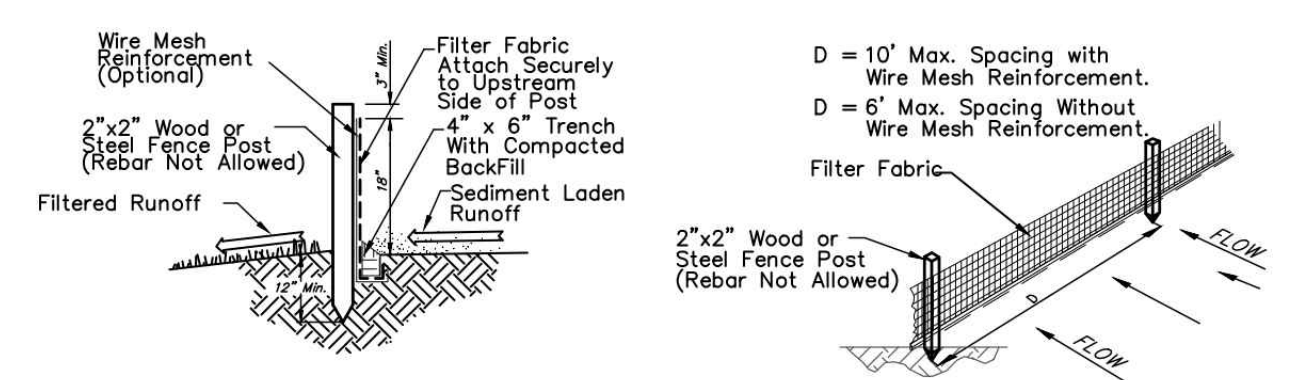 Wire Mesh
Reinforcement
(Optional)
2"x2" Wood or
Steel Fence Post
(Rebar Not Allowed)
Filtered Runoff
12" Min.
3" Min.
18"
Filter Fabric
Attach Securely
to Upstream
Side of Post
4" x 6" Trench
With Compacted
BackFill
Sediment Laden
Runoff
D = 10' Max. Spacing with
Wire Mesh Reinforcement.
D = 6' Max. Spacing Without
Wire Mesh Reinforcement.
Filter Fabric
2"x2" Wood or
Steel Fence Post
(Rebar Not Allowed)
D
FLOW
FLOW